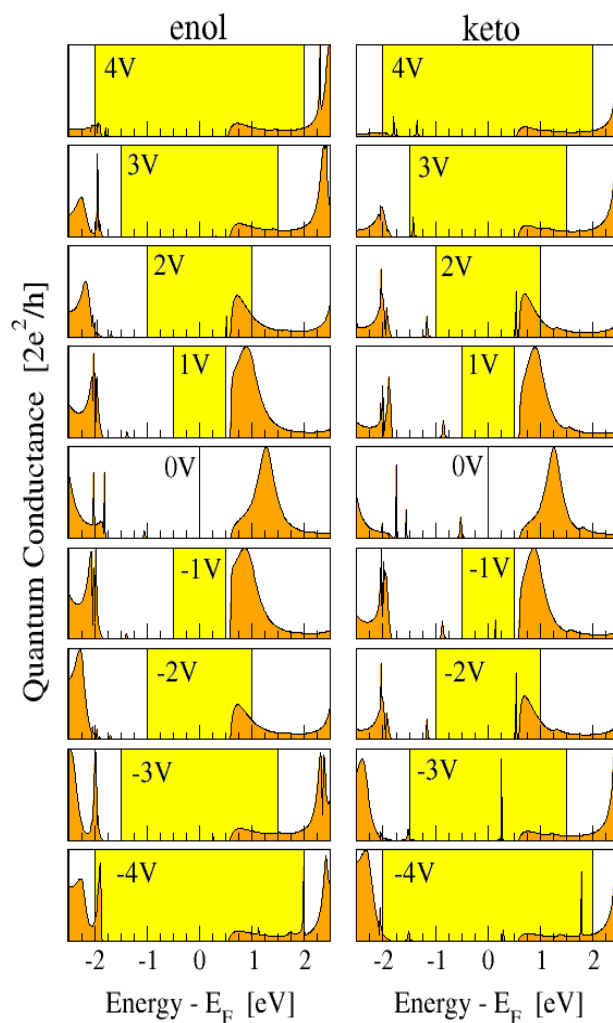 enol keto
4V 4V
3V 3V
2V 2V
1V 1V
0V 0V
-1V -1V
-2V -2V
-3V -3V
-4V -4V
Quantum Conductance [2e²/h]
-2 -1 0 1 2 -2 -1 0 1 2
Energy - E_F [eV] Energy - E_F [eV]